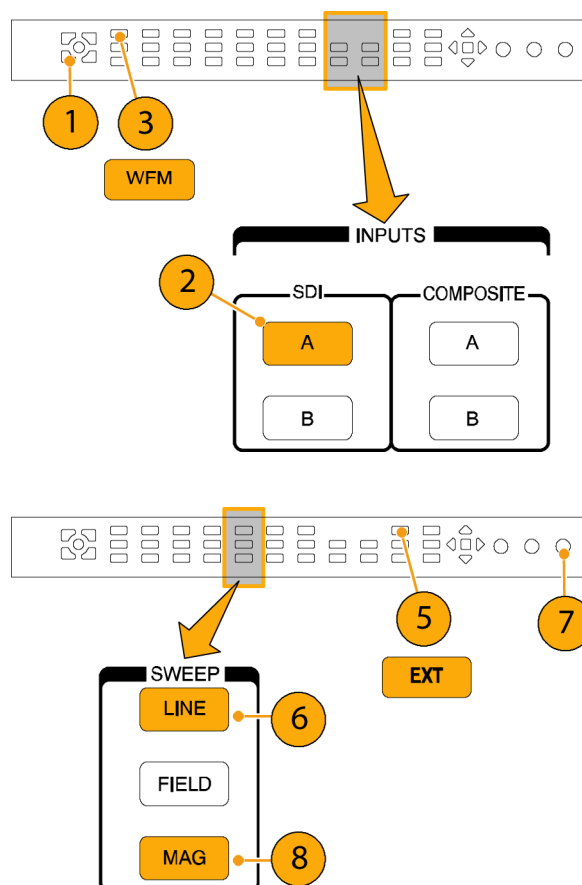 1
3
WFM
INPUTS
2
SDI
COMPOSITE
A
A
B
B
5
7
EXT
SWEEP
LINE
6
FIELD
MAG
8